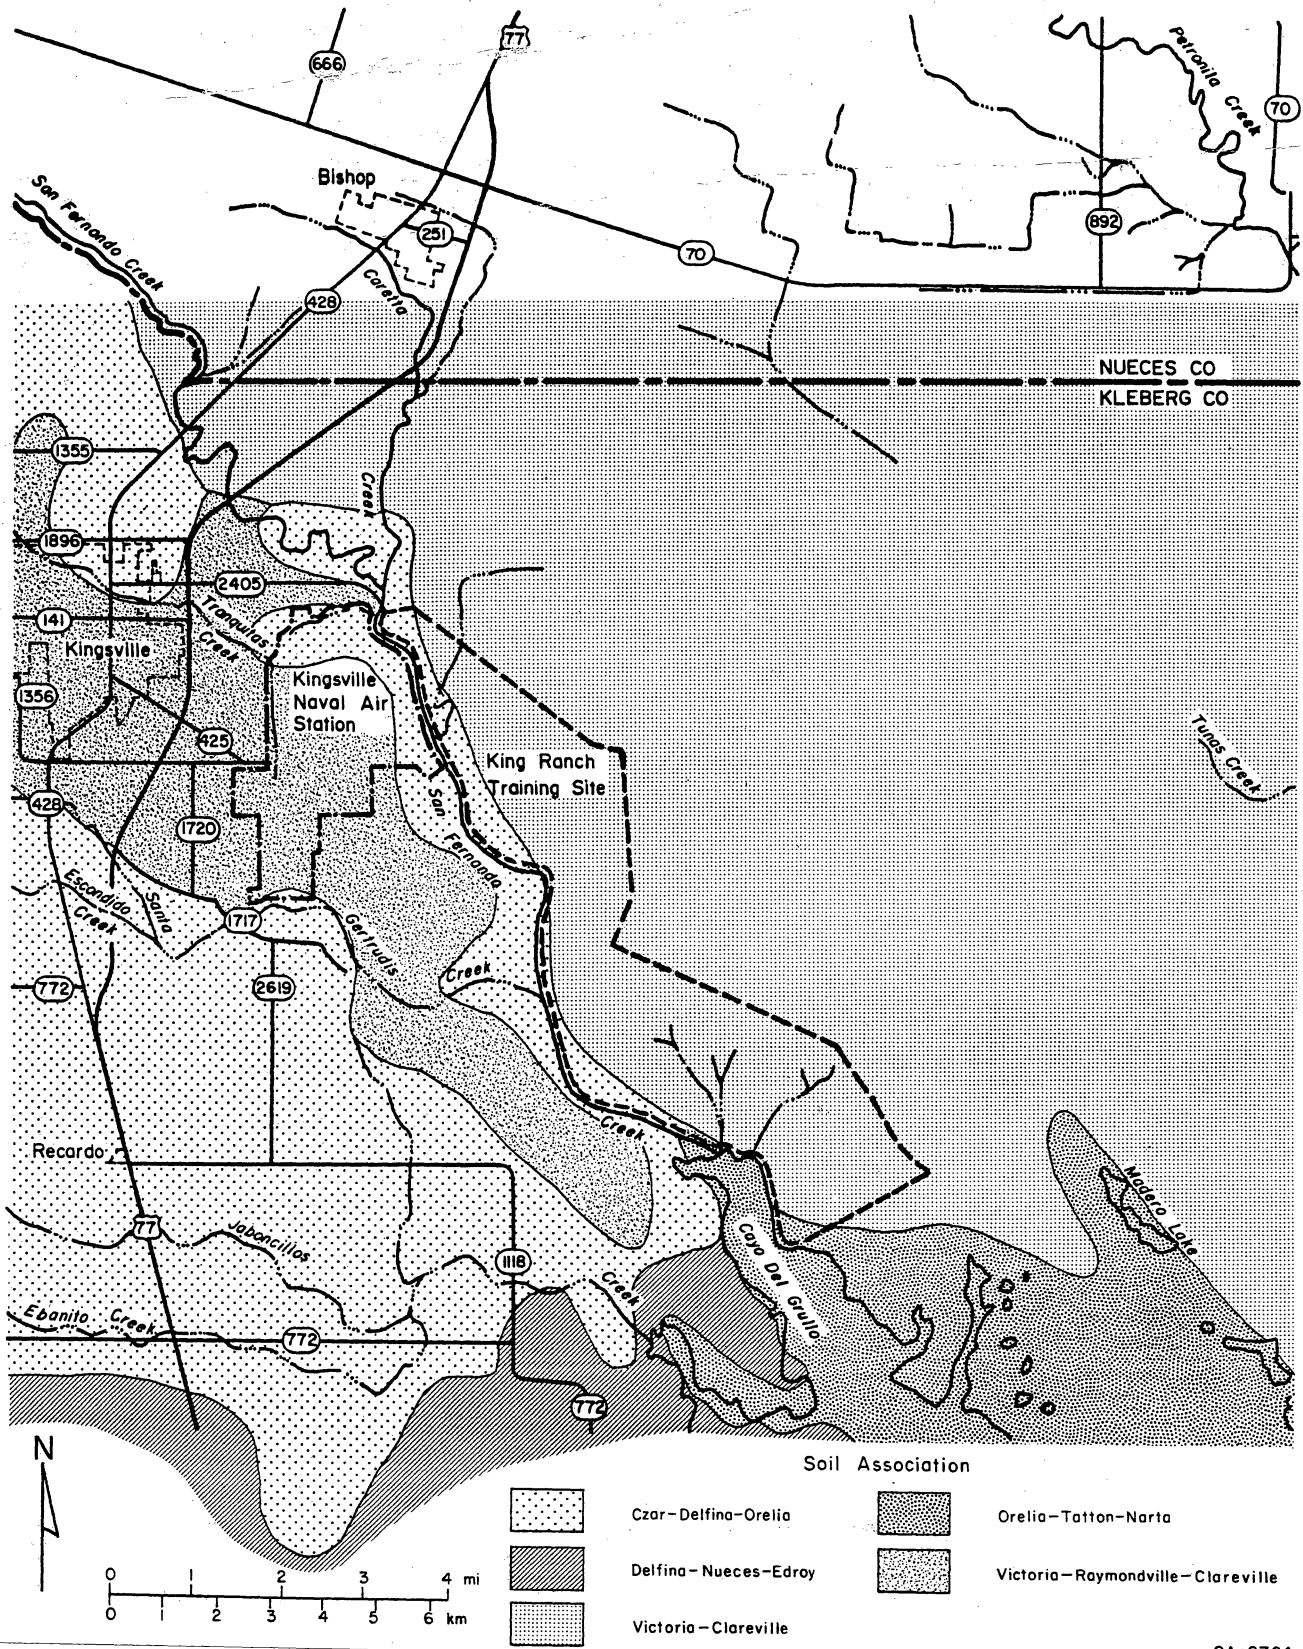 77
666
Petronila Creek
70
Bishop
San Fernando Creek
251
892
70
Caretta
428
NUECES CO
KLEBERG CO
1355
Creek
1896
2405
Tranquitas
Creek
141
Kingsville
Kingsville
Naval Air
Station
1356
425
King Ranch
Training Site
Tunas Creek
428
San Fernando
1720
Escondido
Creek
Santa
1717
Gertrudis
Creek
772
2619
Creek
Recardo
Madero Lake
77
Jaboncillos
Cayo Del Grullo
1118
Creek
Ebanito Creek
772
772
N
Soil Association
Czar-Delfina-Orelia
Orelia-Tatton-Narta
Delfina-Nueces-Edroy
Victoria-Raymondville-Clareville
Victoria-Clareville
0 1 2 3 4 mi
0 1 2 3 4 5 6 km